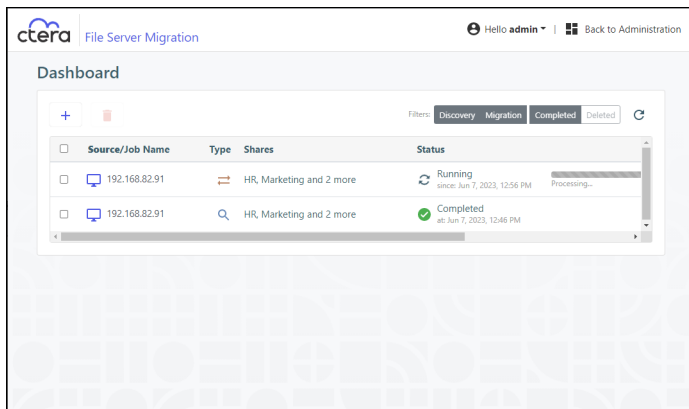 ctera File Server Migration Hello admin | Back to Administration
Dashboard
+ Filters: Discovery Migration Completed Deleted
Source/Job Name Type Shares Status
192.168.82.91 HR, Marketing and 2 more Running
since: Jun 7, 2023, 12:56 PM Processing...
192.168.82.91 HR, Marketing and 2 more Completed
at: Jun 7, 2023, 12:46 PM